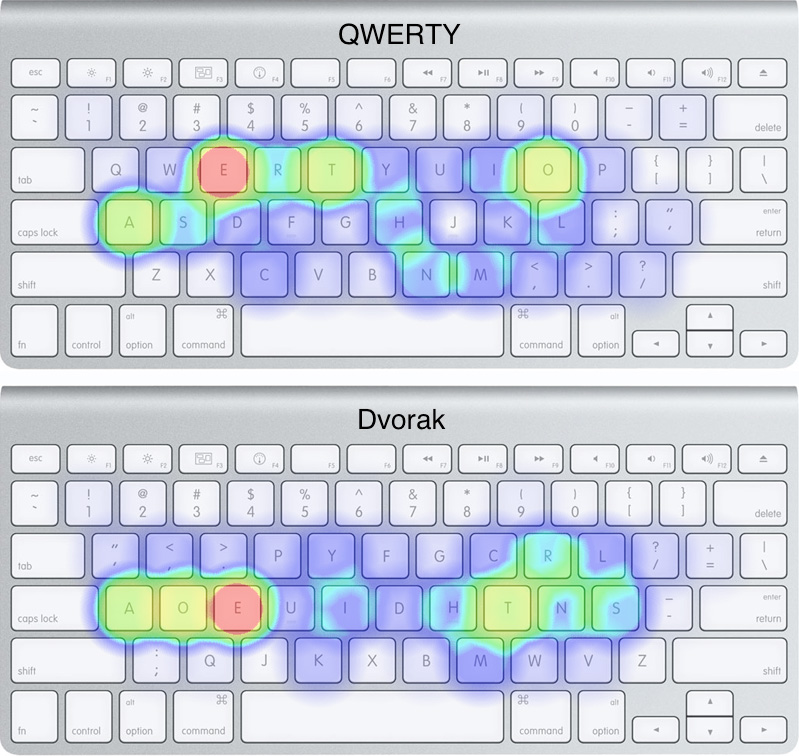 QWERTY
esc F1 F2 F3 F4 F5 F6 F7 F8 F9 F10 F11 F12
~ ! @ # $ % ^ & * ( ) - +
` 1 2 3 4 5 6 7 8 9 0 - = delete
tab Q W E R T Y U I O P { } |
[ ] \
caps lock A S D F G H J K L : " enter
; ' return
shift Z X C V B N M < > ? shift
, . /
alt ⌘ ⌘ alt
fn control option command command option
Dvorak
esc F1 F2 F3 F4 F5 F6 F7 F8 F9 F10 F11 F12
~ ! @ # $ % ^ & * ( ) { }
` 1 2 3 4 5 6 7 8 9 0 [ ] delete
tab " < > P Y F G C R L ? + |
' , . / = \
caps lock A O E U I D H T N S - enter
- return
shift : Q J K X B M W V Z shift
;
alt ⌘ ⌘ alt
fn control option command command option